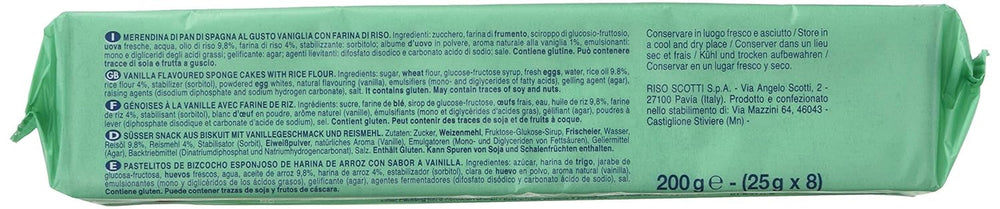 I MERENDINA DI PAN DI SPAGNA AL GUSTO VANIGLIA CON FARINA DI RISO. Ingredienti: zucchero, farina di frumento, sciroppo di glucosio-fruttosio,
uova fresche, acqua, olio di riso 9,8%, farina di riso 4%, stabilizzante: sorbitolo; albume d'uovo in polvere, aroma naturale alla vaniglia 1%, emulsionanti:
mono e digliceridi degli acidi grassi; gelificante: agar; agenti lievitanti: difosfato e carbonato acido di sodio; sale. Contiene glutine. Può contenere
tracce di soia e frutta a guscio.
GB VANILLA FLAVOURED SPONGE CAKES WITH RICE FLOUR. Ingredients: sugar, wheat flour, glucose-fructose syrup, fresh eggs, water, rice oil 9.8%,
rice flour 4%, stabilizer (sorbitol), powdered egg whites, natural flavouring (vanilla), emulsifiers (mono- and diglycerides of fatty acids), gelling agent (agar),
raising agents (disodium diphosphate and sodium hydrogen carbonate), salt. It contains gluten. May contain traces of soy and nuts.
F GÉNOISES À LA VANILLE AVEC FARINE DE RIZ. Ingrédients: sucre, farine de blé, sirop de glucose-fructose, œufs frais, eau, huile de riz 9,8%, farine
de riz 4%, stabilisant (sorbitol), blanc d'œuf en poudre, arôme naturel (vanille), émulsifiants (mono- et diglycérides d'acides gras), gélifiant (agar), poudres à
lever (diphosphate disodique et carbonate acide de sodium), sel. Contient gluten. Peut contenir des traces de soja et de fruits à coque.
D SÜSSER SNACK AUS BISKUIT MIT VANILLEGESCHMACK UND REISMEHL. Zutaten: Zucker, Weizenmehl, Fruktose-Glukose-Sirup, Frischeier, Wasser,
Reisöl 9,8%, Reismehl 4%, Stabilisator (Sorbit), Eiweißpulver, natürliches Aroma (Vanille), Emulgatoren (Mono- und Diglyceride von Fettsäuren), Geliermittel
(Agar), Backtriebmittel (Dinatriumdiphosphat und Natriumhydrogencarbonat), Salz. Enthält Gluten. Kann Spuren von Soja und Schalenfrüchten enthalten.
E PASTELITOS DE BIZCOCHO ESPONJOSO DE HARINA DE ARROZ CON SABOR A VAINILLA. Ingredientes: azúcar, harina de trigo, jarabe de
glucosa-fructosa, huevos frescos, agua, aceite de arroz 9,8%, harina de arroz 4%, estabilizador (sorbitol), clara de huevo en polvo, aroma natural (vainilla),
emulsionantes (mono y diglicéridos de los ácidos grasos), gelificante (agar), agentes fermentadores (difosfato disódico y carbonato ácido de sodio), sal.
Contiene gluten. Puede contener trazas de soja y frutos de cáscara.
Conservare in luogo fresco e asciutto / Store in
a cool and dry place / Conserver dans un lieu
sec et frais / Kühl und trocken aufbewahren /
Conservar en un lugar fresco y seco.
RISO SCOTTI S.p.A. - Via Angelo Scotti, 2 -
27100 Pavia (Italy). Prodotto e confezionato
nello stabilimento di: Via Mazzini 64, 46043 -
Castiglione Stiviere (Mn) -
200 g e - (25g x 8)